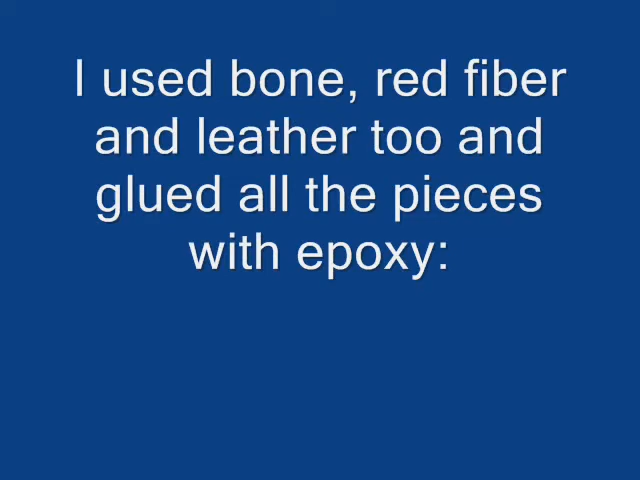 I used bone, red fiber
and leather too and
glued all the pieces
with epoxy: